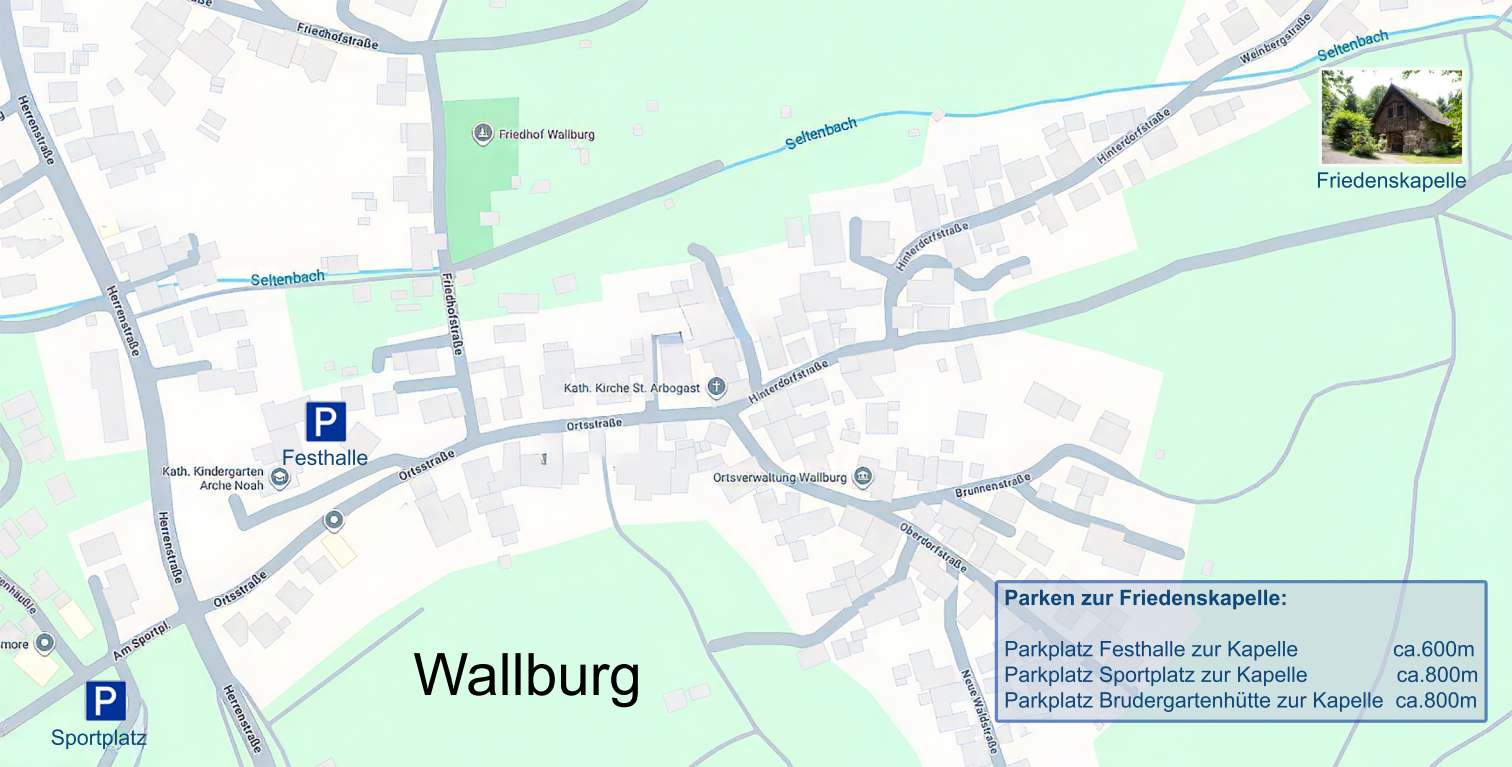 Friedhofstraße
Weinbergstraße
Seltenbach
Herrenstraße
Friedhof Wallburg
Seltenbach
Hinterdorfstraße
Friedenskapelle
Hinterdorfstraße
Seltenbach
Herrenstraße
Friedhofstraße
Kath. Kirche St. Arbogast
Hinterdorfstraße
P
Festhalle
Ortsstraße
Ortsstraße
Kath. Kindergarten
Arche Noah
Ortsverwaltung Wallburg
Brunnenstraße
Herrenstraße
Oberdorfstraße
Ortsstraße
enhäußle
Am Sportpl.
more
Parken zur Friedenskapelle:
Parkplatz Festhalle zur Kapelle ca.600m
Parkplatz Sportplatz zur Kapelle ca.800m
Parkplatz Brudergartenhütte zur Kapelle ca.800m
Wallburg
P
Sportplatz
Herrenstraße
Neue Waldstraße